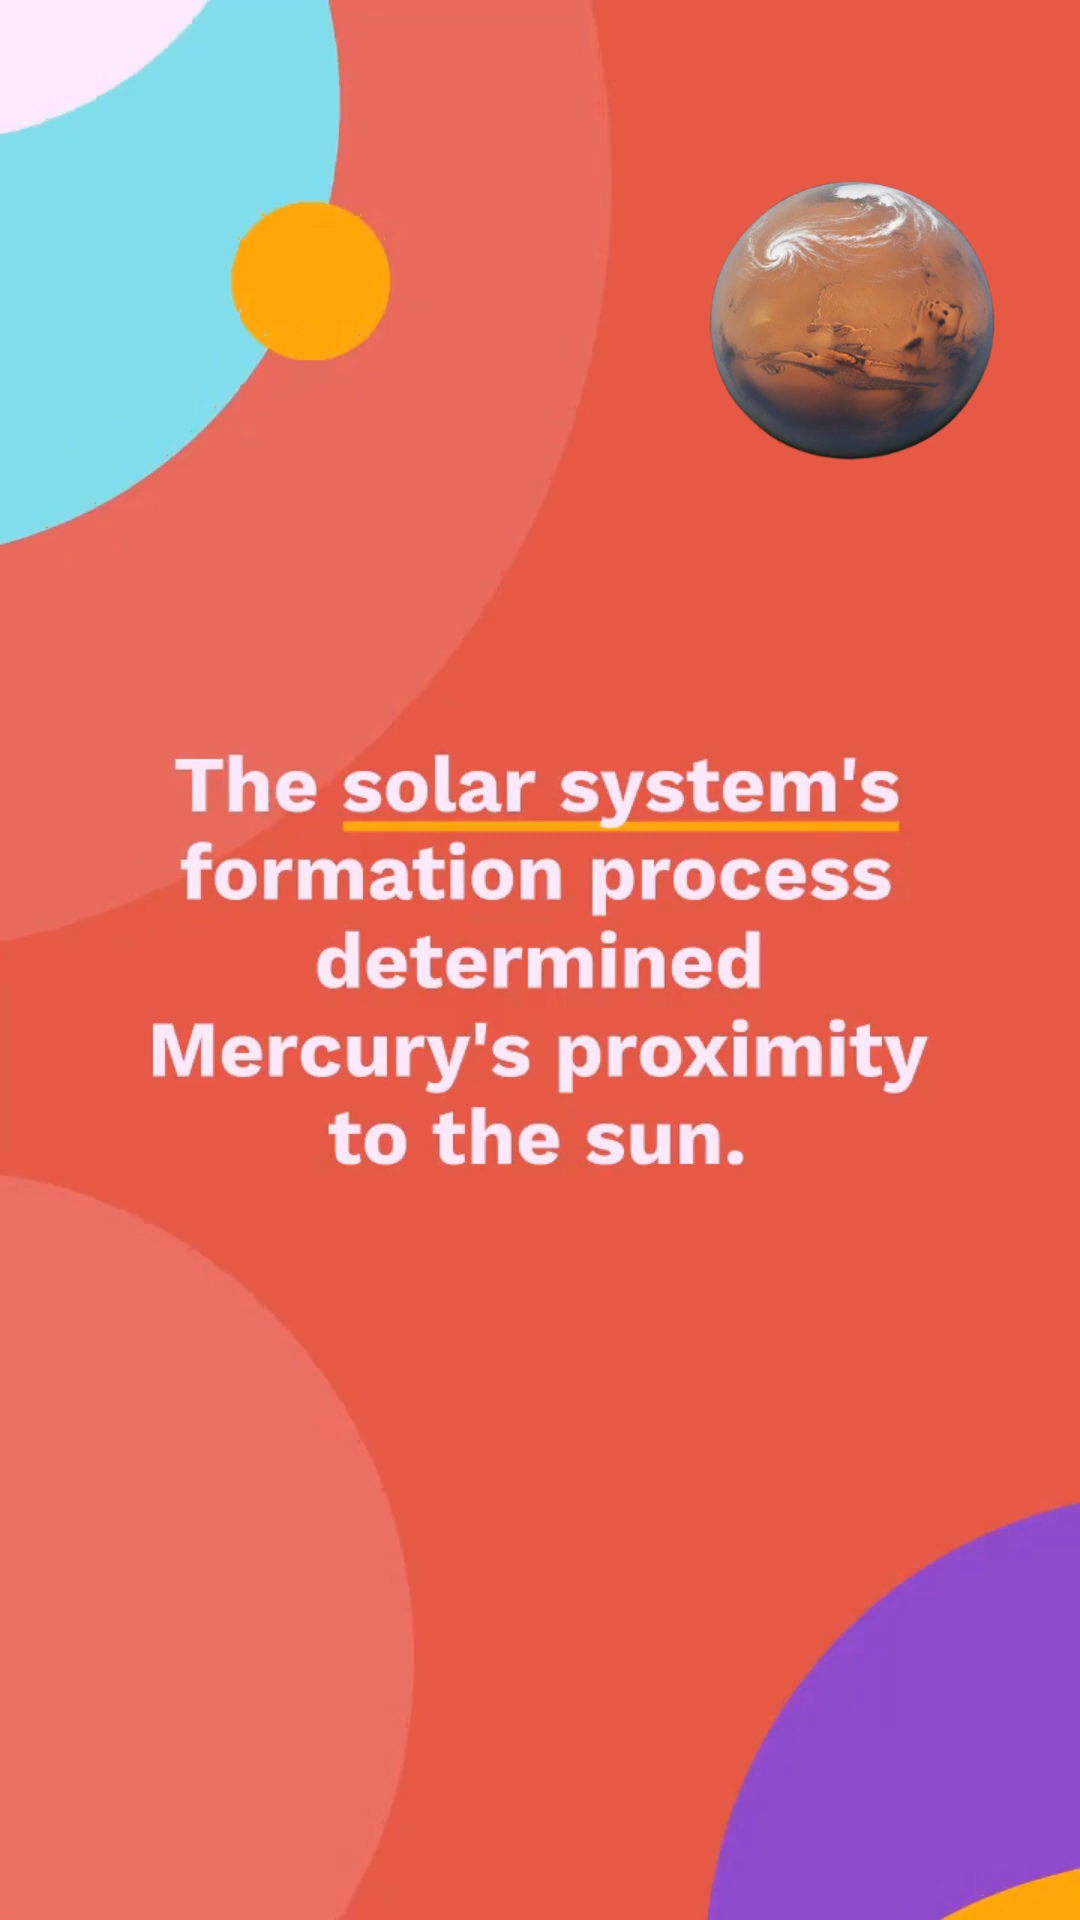 The solar system's
formation process
determined
Mercury's proximity
to the sun.